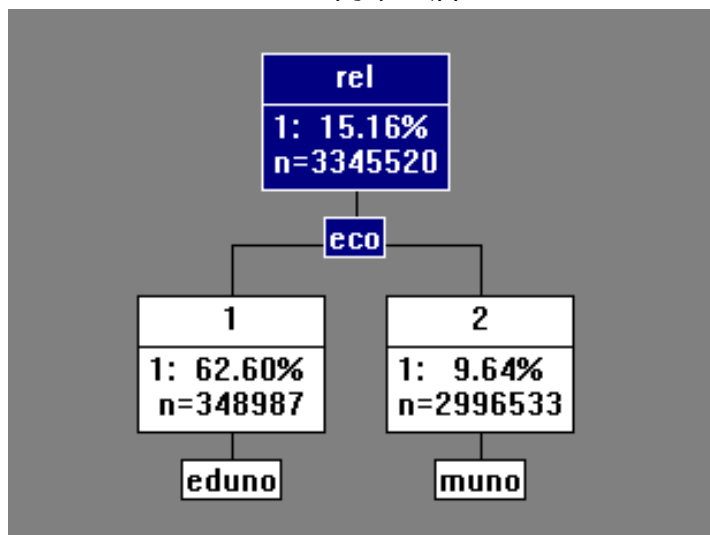 rel
1: 15.16%
n=3345520
eco
1
1: 62.60%
n=348987
2
1: 9.64%
n=2996533
eduno
muno